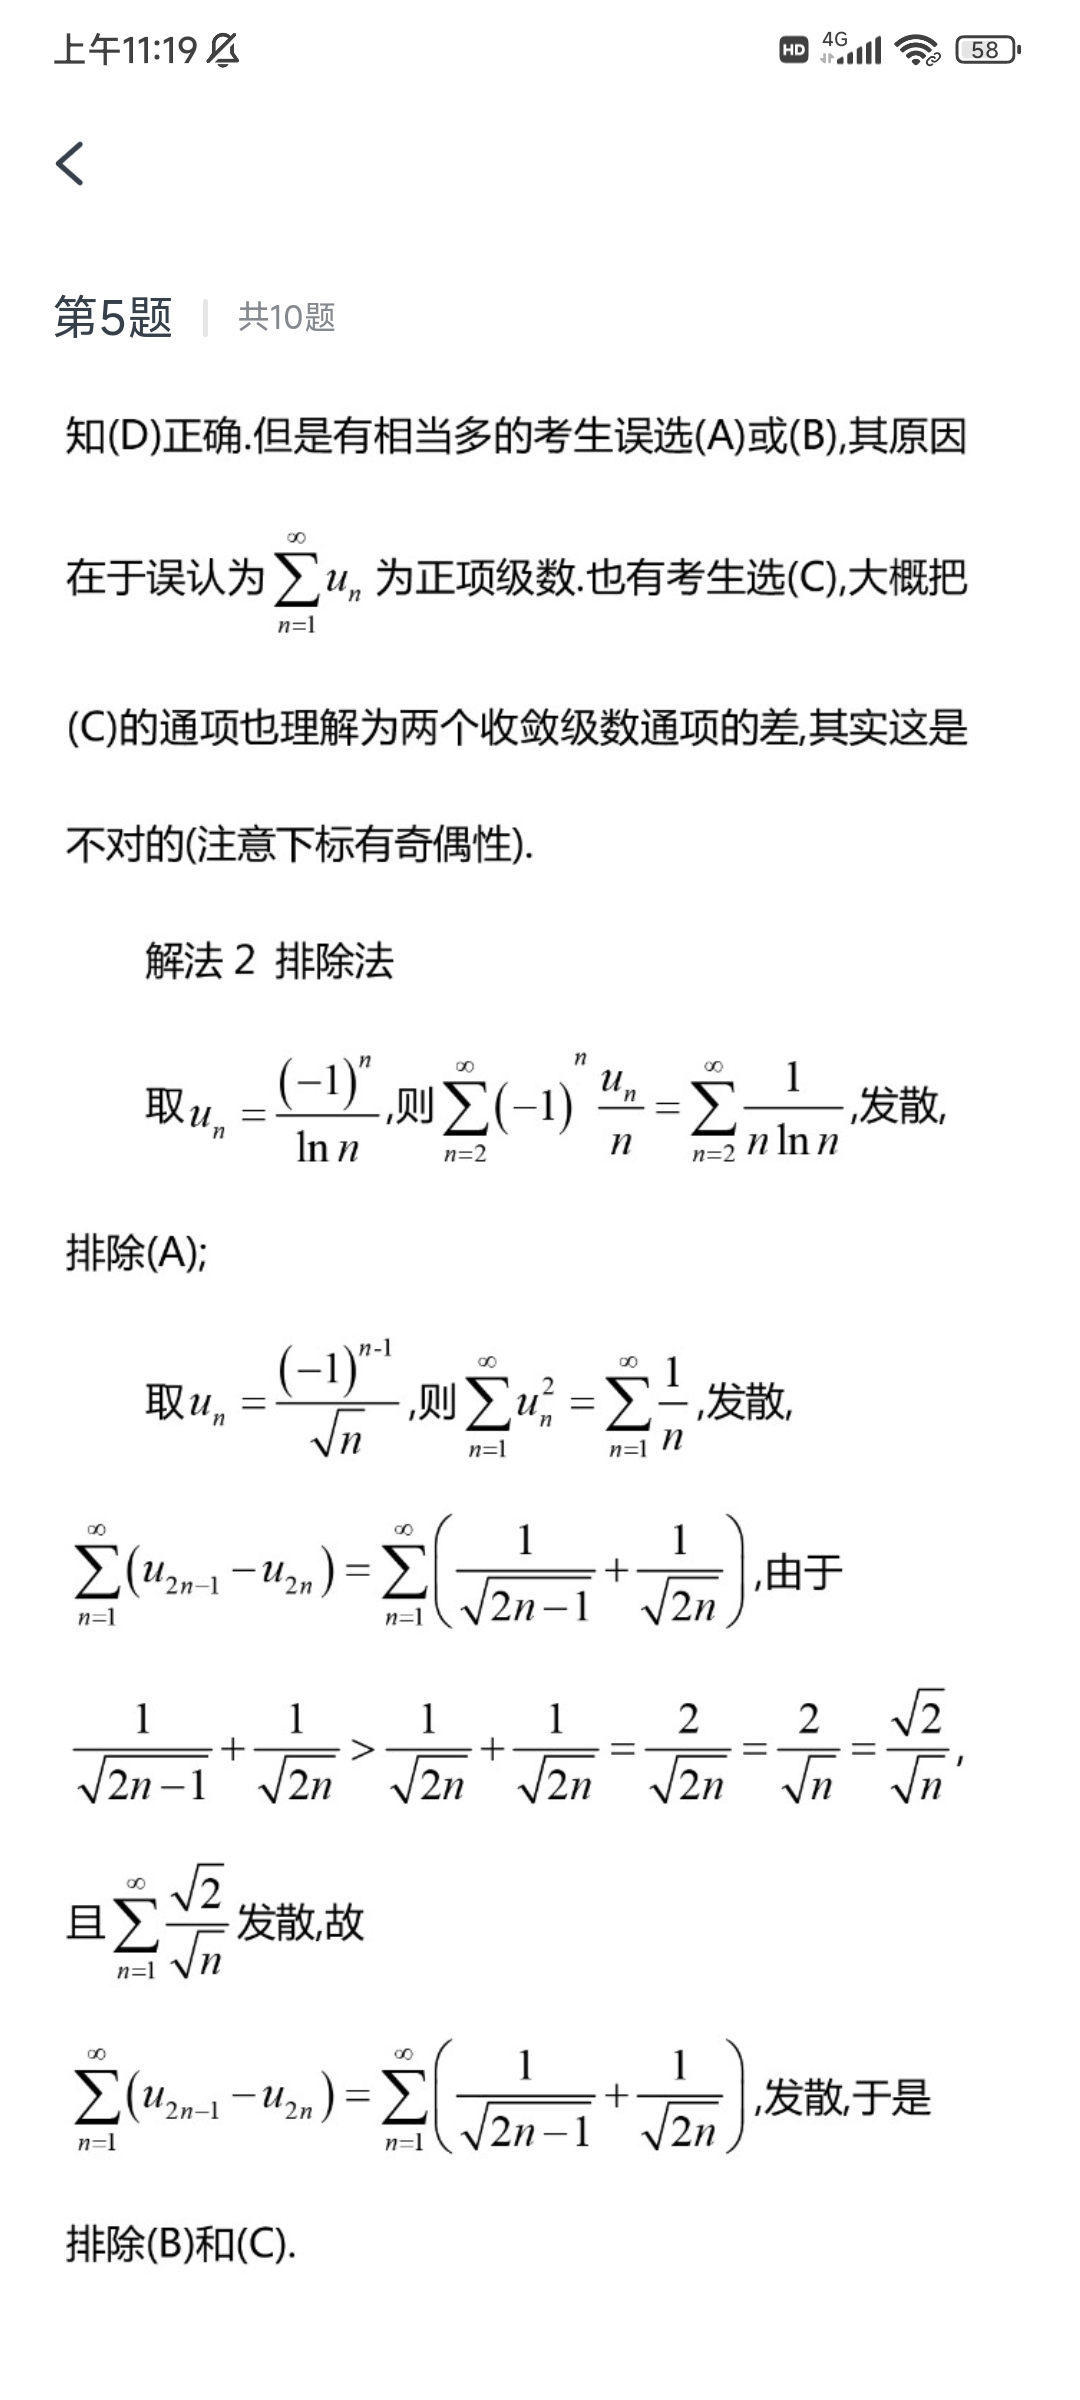 上午11:19
HD 4G 58
第5题 | 共10题
知(D)正确.但是有相当多的考生误选(A)或(B),其原因
在于误认为 $\sum_{n=1}^{\infty} u_n$ 为正项级数.也有考生选(C),大概把
(C)的通项也理解为两个收敛级数通项的差,其实这是
不对的(注意下标有奇偶性).
解法 2 排除法
取 $u_n = \frac{(-1)^n}{\ln n}$,则 $\sum_{n=2}^{\infty} (-1)^n \frac{u_n}{n} = \sum_{n=2}^{\infty} \frac{1}{n \ln n}$,发散,
排除(A);
取 $u_n = \frac{(-1)^{n-1}}{\sqrt{n}}$,则 $\sum_{n=1}^{\infty} u_n^2 = \sum_{n=1}^{\infty} \frac{1}{n}$,发散,
$\sum_{n=1}^{\infty} (u_{2n-1} - u_{2n}) = \sum_{n=1}^{\infty} \left( \frac{1}{\sqrt{2n-1}} + \frac{1}{\sqrt{2n}} \right)$,由于
$\frac{1}{\sqrt{2n-1}} + \frac{1}{\sqrt{2n}} > \frac{1}{\sqrt{2n}} + \frac{1}{\sqrt{2n}} = \frac{2}{\sqrt{2n}} = \frac{2}{\sqrt{n}} = \frac{\sqrt{2}}{\sqrt{n}}$,
且 $\sum_{n=1}^{\infty} \frac{\sqrt{2}}{\sqrt{n}}$ 发散,故
$\sum_{n=1}^{\infty} (u_{2n-1} - u_{2n}) = \sum_{n=1}^{\infty} \left( \frac{1}{\sqrt{2n-1}} + \frac{1}{\sqrt{2n}} \right)$,发散,于是
排除(B)和(C).